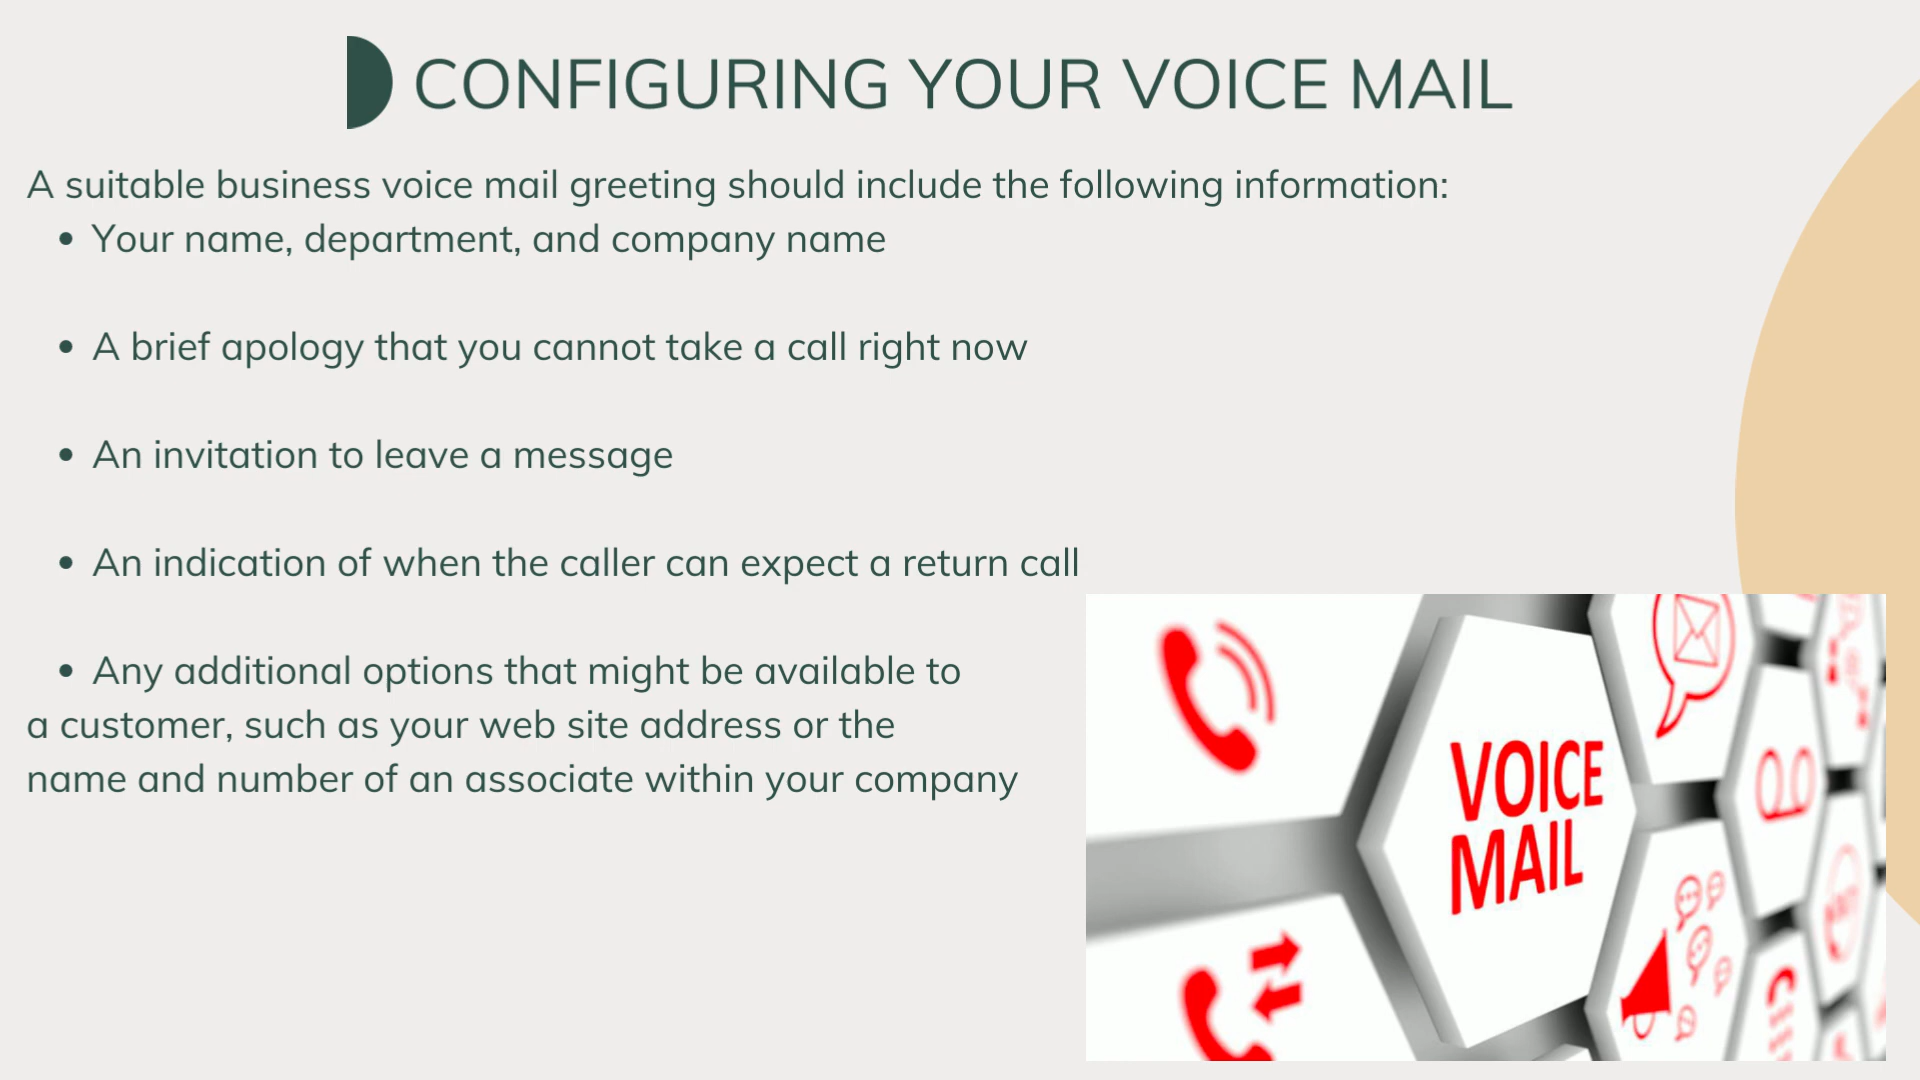 CONFIGURING YOUR VOICE MAIL
A suitable business voice mail greeting should include the following information:
• Your name, department, and company name
• A brief apology that you cannot take a call right now
• An invitation to leave a message
• An indication of when the caller can expect a return call
• Any additional options that might be available to
a customer, such as your web site address or the
name and number of an associate within your company
VOICE
MAIL